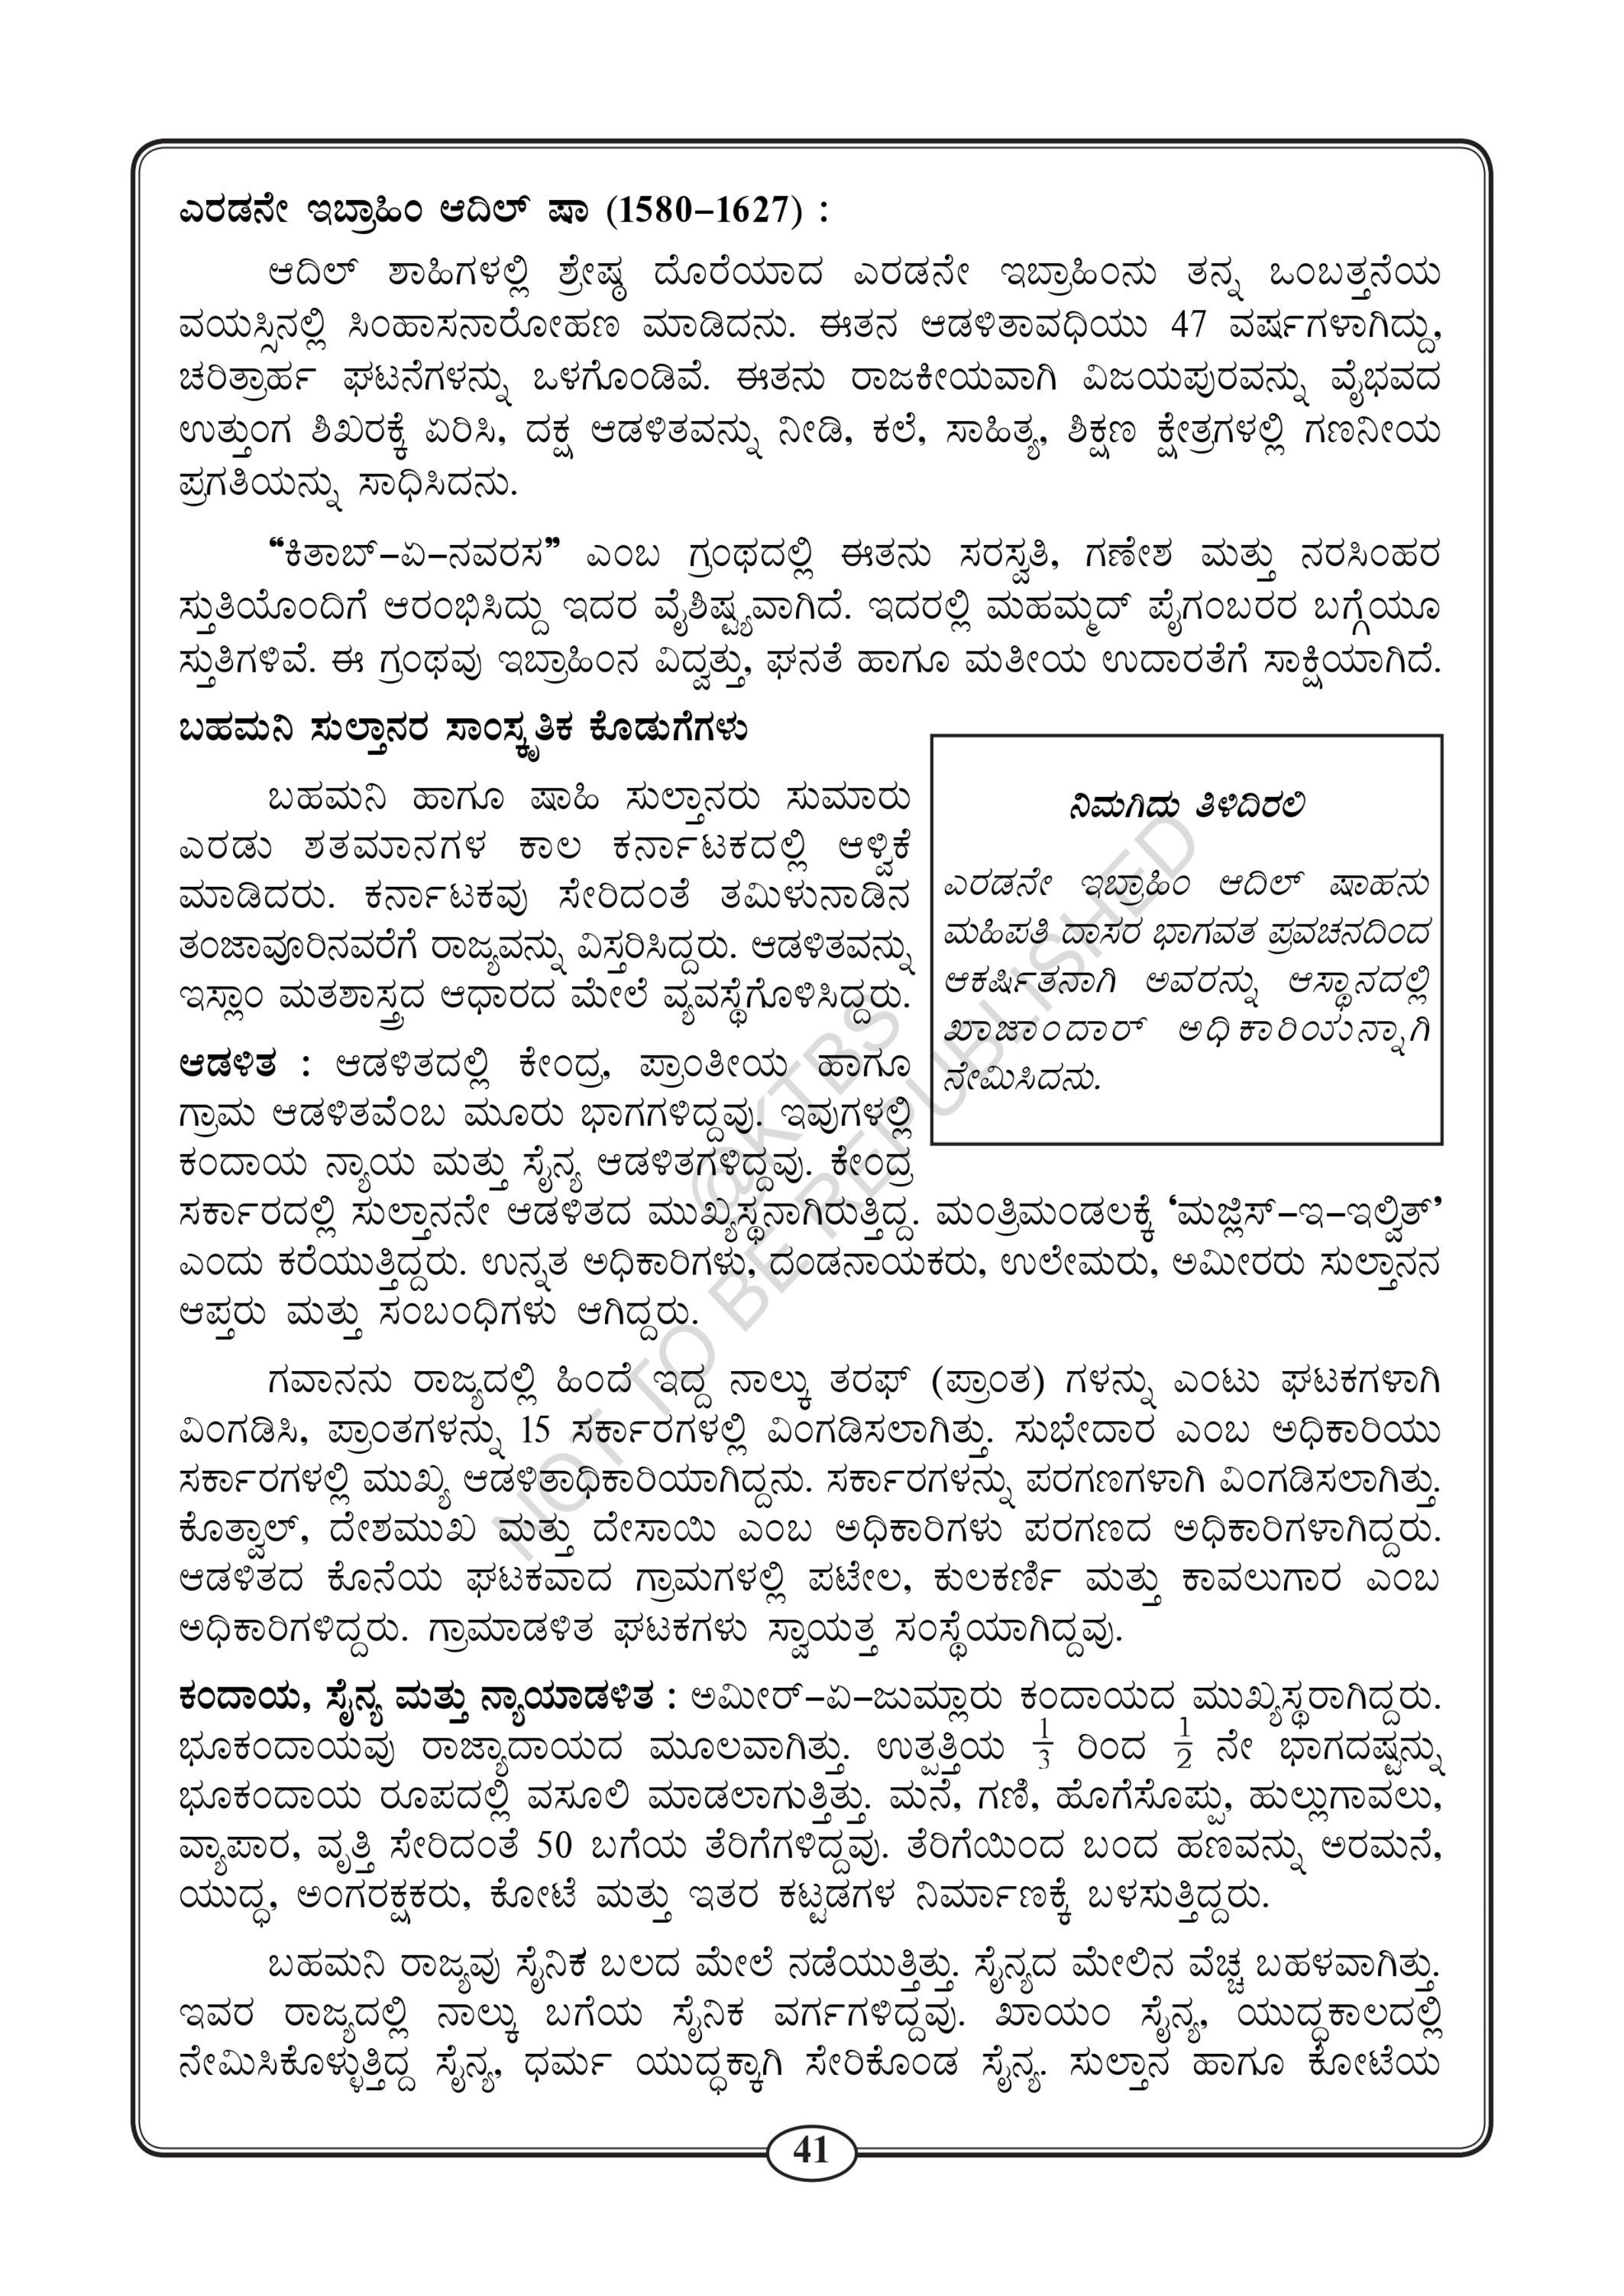 ಎರಡನೇ ಇಬ್ರಾಹಿಂ ಆದಿಲ್ ಷಾ (1580–1627) :
ಆದಿಲ್ ಶಾಹಿಗಳಲ್ಲಿ ಶ್ರೇಷ್ಠ ದೊರೆಯಾದ ಎರಡನೇ ಇಬ್ರಾಹಿಂನು ತನ್ನ ಒಂಬತ್ತನೆಯ
ವಯಸ್ಸಿನಲ್ಲಿ ಸಿಂಹಾಸನಾರೋಹಣ ಮಾಡಿದನು. ಈತನ ಆಡಳಿತಾವಧಿಯು 47 ವರ್ಷಗಳಾಗಿದ್ದು,
ಚರಿತ್ರಾರ್ಹ ಘಟನೆಗಳನ್ನು ಒಳಗೊಂಡಿವೆ. ಈತನು ರಾಜಕೀಯವಾಗಿ ವಿಜಯಪುರವನ್ನು ವೈಭವದ
ಉತ್ತುಂಗ ಶಿಖರಕ್ಕೆ ಏರಿಸಿ, ದಕ್ಷ ಆಡಳಿತವನ್ನು ನೀಡಿ, ಕಲೆ, ಸಾಹಿತ್ಯ, ಶಿಕ್ಷಣ ಕ್ಷೇತ್ರಗಳಲ್ಲಿ ಗಣನೀಯ
ಪ್ರಗತಿಯನ್ನು ಸಾಧಿಸಿದನು.
“ಕಿತಾಬ್–ಏ–ನವರಸ” ಎಂಬ ಗ್ರಂಥದಲ್ಲಿ ಈತನು ಸರಸ್ವತಿ, ಗಣೇಶ ಮತ್ತು ನರಸಿಂಹರ
ಸ್ತುತಿಯೊಂದಿಗೆ ಆರಂಭಿಸಿದ್ದು ಇದರ ವೈಶಿಷ್ಟ್ಯವಾಗಿದೆ. ಇದರಲ್ಲಿ ಮಹಮ್ಮದ್ ಪೈಗಂಬರರ ಬಗ್ಗೆಯೂ
ಸ್ತುತಿಗಳಿವೆ. ಈ ಗ್ರಂಥವು ಇಬ್ರಾಹಿಂನ ವಿದ್ವತ್ತು, ಘನತೆ ಹಾಗೂ ಮತೀಯ ಉದಾರತೆಗೆ ಸಾಕ್ಷಿಯಾಗಿದೆ.
ಬಹಮನಿ ಸುಲ್ತಾನರ ಸಾಂಸ್ಕೃತಿಕ ಕೊಡುಗೆಗಳು
ಬಹಮನಿ ಹಾಗೂ ಷಾಹಿ ಸುಲ್ತಾನರು ಸುಮಾರು
ಎರಡು ಶತಮಾನಗಳ ಕಾಲ ಕರ್ನಾಟಕದಲ್ಲಿ ಆಳ್ವಿಕೆ
ಮಾಡಿದರು. ಕರ್ನಾಟಕವು ಸೇರಿದಂತೆ ತಮಿಳುನಾಡಿನ
ತಂಜಾವೂರಿನವರೆಗೆ ರಾಜ್ಯವನ್ನು ವಿಸ್ತರಿಸಿದ್ದರು. ಆಡಳಿತವನ್ನು
ಇಸ್ಲಾಂ ಮತಶಾಸ್ತ್ರದ ಆಧಾರದ ಮೇಲೆ ವ್ಯವಸ್ಥೆಗೊಳಿಸಿದ್ದರು.
ನಿಮಗಿದು ತಿಳಿದಿರಲಿ
ಎರಡನೇ ಇಬ್ರಾಹಿಂ ಆದಿಲ್ ಷಾಹನು
ಮಹಿಪತಿ ದಾಸರ ಭಾಗವತ ಪ್ರವಚನದಿಂದ
ಆಕರ್ಷಿತನಾಗಿ ಅವರನ್ನು ಆಸ್ಥಾನದಲ್ಲಿ
ಖಾಜಾಂದಾರ್ ಅಧಿಕಾರಿಯನ್ನಾಗಿ
ನೇಮಿಸಿದನು.
ಆಡಳಿತ : ಆಡಳಿತದಲ್ಲಿ ಕೇಂದ್ರ, ಪ್ರಾಂತೀಯ ಹಾಗೂ
ಗ್ರಾಮ ಆಡಳಿತವೆಂಬ ಮೂರು ಭಾಗಗಳಿದ್ದವು. ಇವುಗಳಲ್ಲಿ
ಕಂದಾಯ ನ್ಯಾಯ ಮತ್ತು ಸೈನ್ಯ ಆಡಳಿತಗಳಿದ್ದವು. ಕೇಂದ್ರ
ಸರ್ಕಾರದಲ್ಲಿ ಸುಲ್ತಾನನೇ ಆಡಳಿತದ ಮುಖ್ಯಸ್ಥನಾಗಿರುತ್ತಿದ್ದ. ಮಂತ್ರಿಮಂಡಲಕ್ಕೆ ‘ಮಜ್ಲಿಸ್–ಇ–ಇಲ್ವಿತ್’
ಎಂದು ಕರೆಯುತ್ತಿದ್ದರು. ಉನ್ನತ ಅಧಿಕಾರಿಗಳು, ದಂಡನಾಯಕರು, ಉಲೇಮರು, ಅಮೀರರು ಸುಲ್ತಾನನ
ಆಪ್ತರು ಮತ್ತು ಸಂಬಂಧಿಗಳು ಆಗಿದ್ದರು.
ಗವಾನನು ರಾಜ್ಯದಲ್ಲಿ ಹಿಂದೆ ಇದ್ದ ನಾಲ್ಕು ತರಫ್ (ಪ್ರಾಂತ) ಗಳನ್ನು ಎಂಟು ಘಟಕಗಳಾಗಿ
ವಿಂಗಡಿಸಿ, ಪ್ರಾಂತಗಳನ್ನು 15 ಸರ್ಕಾರಗಳಲ್ಲಿ ವಿಂಗಡಿಸಲಾಗಿತ್ತು. ಸುಭೇದಾರ ಎಂಬ ಅಧಿಕಾರಿಯು
ಸರ್ಕಾರಗಳಲ್ಲಿ ಮುಖ್ಯ ಆಡಳಿತಾಧಿಕಾರಿಯಾಗಿದ್ದನು. ಸರ್ಕಾರಗಳನ್ನು ಪರಗಣಗಳಾಗಿ ವಿಂಗಡಿಸಲಾಗಿತ್ತು.
ಕೊತ್ವಾಲ್, ದೇಶಮುಖ ಮತ್ತು ದೇಸಾಯಿ ಎಂಬ ಅಧಿಕಾರಿಗಳು ಪರಗಣದ ಅಧಿಕಾರಿಗಳಾಗಿದ್ದರು.
ಆಡಳಿತದ ಕೊನೆಯ ಘಟಕವಾದ ಗ್ರಾಮಗಳಲ್ಲಿ ಪಟೇಲ, ಕುಲಕರ್ಣಿ ಮತ್ತು ಕಾವಲುಗಾರ ಎಂಬ
ಅಧಿಕಾರಿಗಳಿದ್ದರು. ಗ್ರಾಮಾಡಳಿತ ಘಟಕಗಳು ಸ್ವಾಯತ್ತ ಸಂಸ್ಥೆಯಾಗಿದ್ದವು.
ಕಂದಾಯ, ಸೈನ್ಯ ಮತ್ತು ನ್ಯಾಯಾಡಳಿತ : ಅಮೀರ್–ಏ–ಜುಮ್ಲಾರು ಕಂದಾಯದ ಮುಖ್ಯಸ್ಥರಾಗಿದ್ದರು.
ಭೂಕಂದಾಯವು ರಾಜ್ಯಾದಾಯದ ಮೂಲವಾಗಿತ್ತು. ಉತ್ಪತ್ತಿಯ 1/3 ರಿಂದ 1/2 ನೇ ಭಾಗದಷ್ಟನ್ನು
ಭೂಕಂದಾಯ ರೂಪದಲ್ಲಿ ವಸೂಲಿ ಮಾಡಲಾಗುತ್ತಿತ್ತು. ಮನೆ, ಗಣಿ, ಹೊಗೆಸೊಪ್ಪು, ಹುಲ್ಲುಗಾವಲು,
ವ್ಯಾಪಾರ, ವೃತ್ತಿ ಸೇರಿದಂತೆ 50 ಬಗೆಯ ತೆರಿಗೆಗಳಿದ್ದವು. ತೆರಿಗೆಯಿಂದ ಬಂದ ಹಣವನ್ನು ಅರಮನೆ,
ಯುದ್ಧ, ಅಂಗರಕ್ಷಕರು, ಕೋಟೆ ಮತ್ತು ಇತರ ಕಟ್ಟಡಗಳ ನಿರ್ಮಾಣಕ್ಕೆ ಬಳಸುತ್ತಿದ್ದರು.
ಬಹಮನಿ ರಾಜ್ಯವು ಸೈನಿಕ ಬಲದ ಮೇಲೆ ನಡೆಯುತ್ತಿತ್ತು. ಸೈನ್ಯದ ಮೇಲಿನ ವೆಚ್ಚ ಬಹಳವಾಗಿತ್ತು.
ಇವರ ರಾಜ್ಯದಲ್ಲಿ ನಾಲ್ಕು ಬಗೆಯ ಸೈನಿಕ ವರ್ಗಗಳಿದ್ದವು. ಖಾಯಂ ಸೈನ್ಯ, ಯುದ್ಧಕಾಲದಲ್ಲಿ
ನೇಮಿಸಿಕೊಳ್ಳುತ್ತಿದ್ದ ಸೈನ್ಯ, ಧರ್ಮ ಯುದ್ಧಕ್ಕಾಗಿ ಸೇರಿಕೊಂಡ ಸೈನ್ಯ. ಸುಲ್ತಾನ ಹಾಗೂ ಕೋಟೆಯ
@KTBS
NOT TO BE REPUBLISHED
41